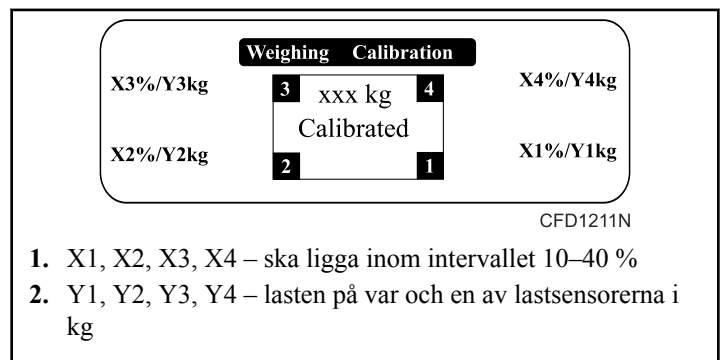 Weighing Calibration
X3%/Y3kg 3 xxx kg 4 X4%/Y4kg
Calibrated
X2%/Y2kg 2 1 X1%/Y1kg
CFD1211N
1. X1, X2, X3, X4 – ska ligga inom intervallet 10–40 %
2. Y1, Y2, Y3, Y4 – lasten på var och en av lastsensorerna i
kg